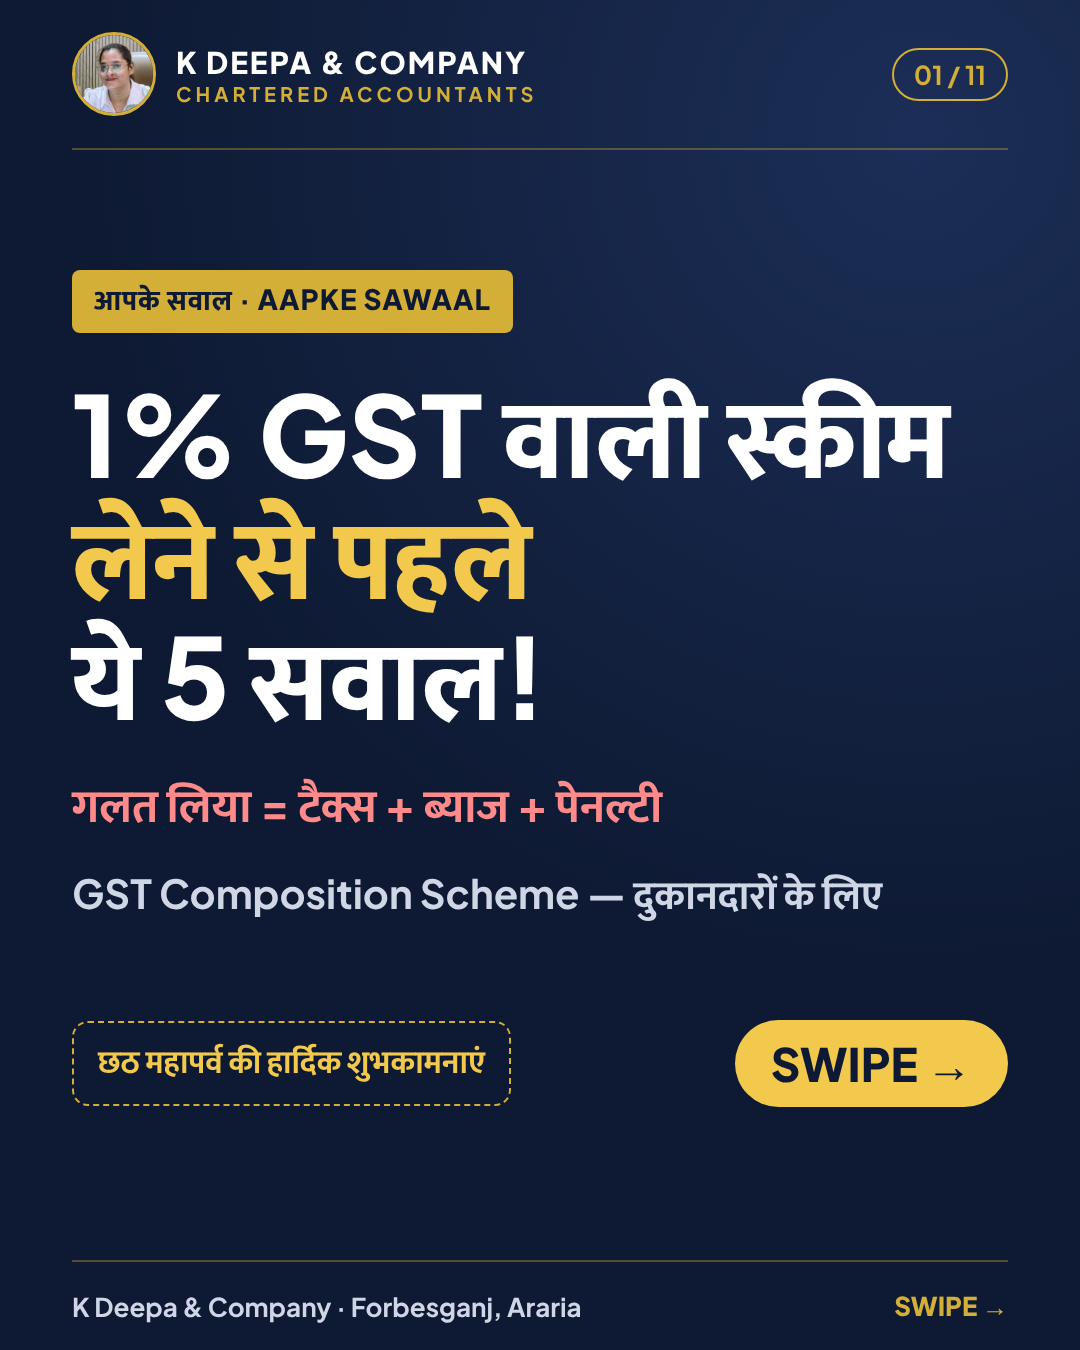 K DEEPA & COMPANY
CHARTERED ACCOUNTANTS
01 / 11
आपके सवाल · AAPKE SAWAAL
1% GST वाली स्कीम
लेने से पहले
ये 5 सवाल!
गलत लिया = टैक्स + ब्याज + पेनल्टी
GST Composition Scheme — दुकानदारों के लिए
छठ महापर्व की हार्दिक शुभकामनाएं
SWIPE →
K Deepa & Company · Forbesganj, Araria
SWIPE →